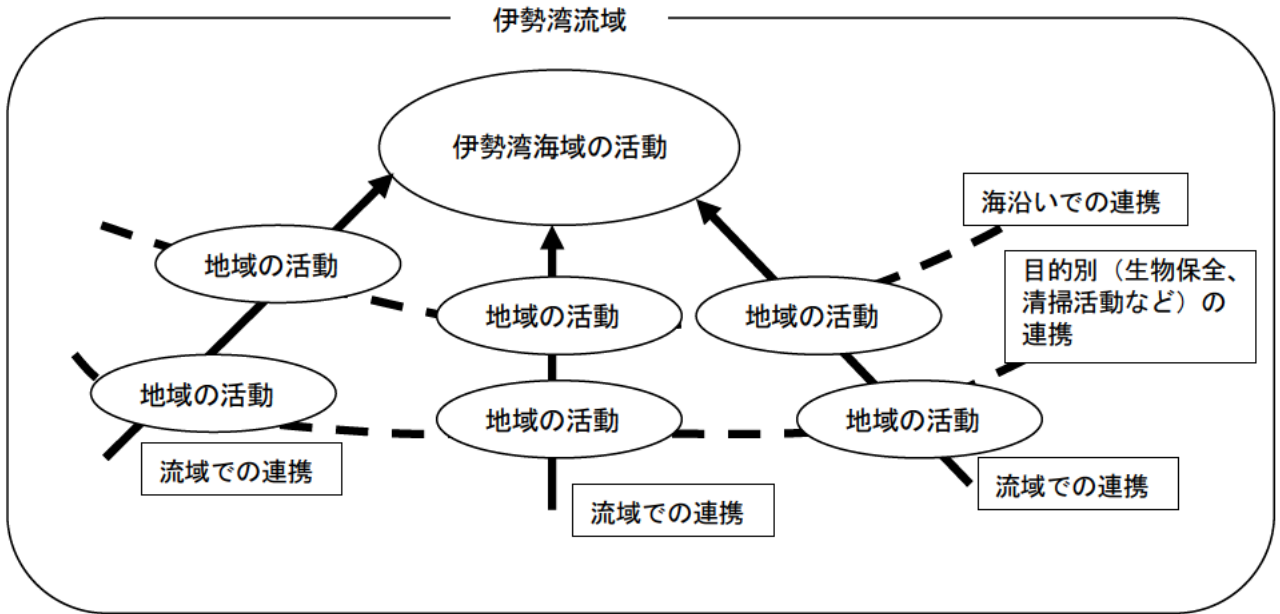 伊勢湾流域
伊勢湾海域の活動
海沿いでの連携
地域の活動
目的別（生物保全、
清掃活動など）の
連携
地域の活動
地域の活動
地域の活動
地域の活動
地域の活動
流域での連携
流域での連携
流域での連携